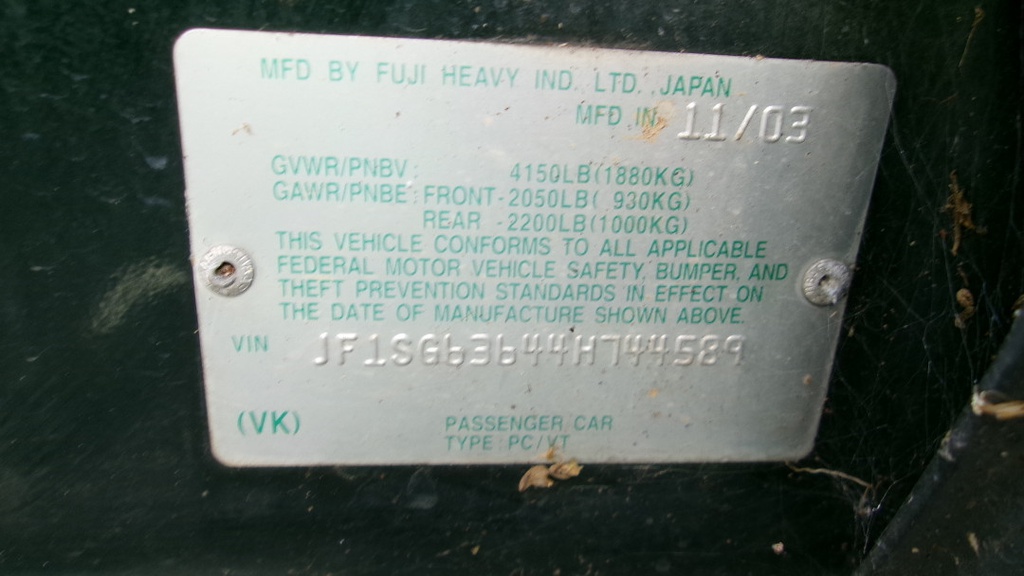 MFD BY FUJI HEAVY IND. LTD. JAPAN
MFD IN 11/03
GVWR/PNBV: 4150LB(1880KG)
GAWR/PNBE: FRONT-2050LB( 930KG)
REAR -2200LB(1000KG)
THIS VEHICLE CONFORMS TO ALL APPLICABLE
FEDERAL MOTOR VEHICLE SAFETY, BUMPER, AND
THEFT PREVENTION STANDARDS IN EFFECT ON
THE DATE OF MANUFACTURE SHOWN ABOVE.
VIN JF1SG63644H744589
(VK) PASSENGER CAR
TYPE: PC/VT